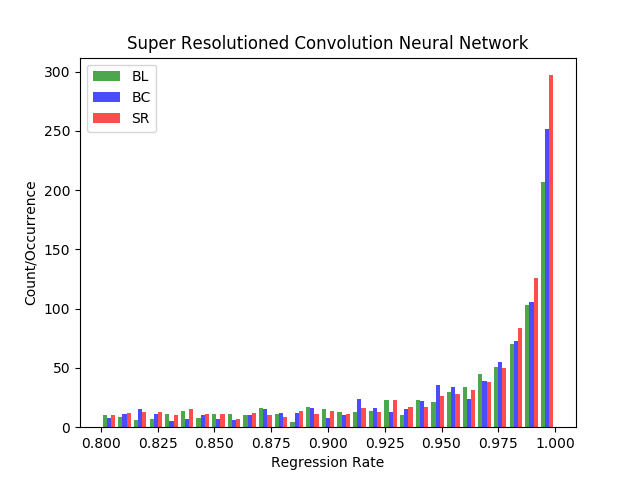 Super Resolutioned Convolution Neural Network
BL
BC
SR
300
250
200
150
100
50
0
Count/Occurrence
0.800 0.825 0.850 0.875 0.900 0.925 0.950 0.975 1.000
Regression Rate